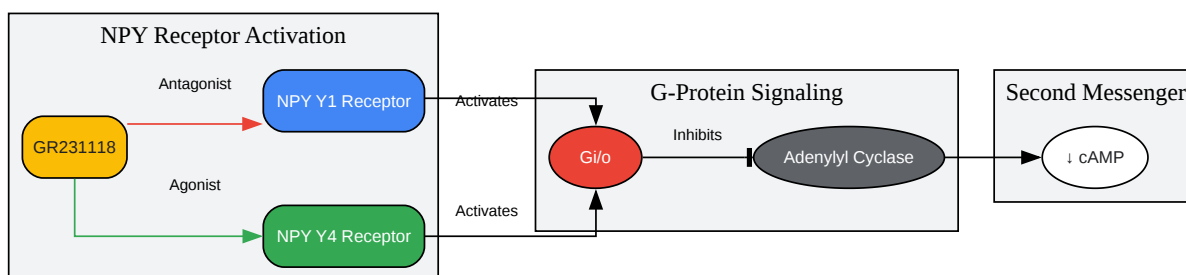 NPY Receptor Activation
Antagonist
NPY Y1 Receptor
GR231118
Agonist
NPY Y4 Receptor
Activates
Activates
G-Protein Signaling
Gi/o
Inhibits
Adenylyl Cyclase
Second Messenger
↓ cAMP